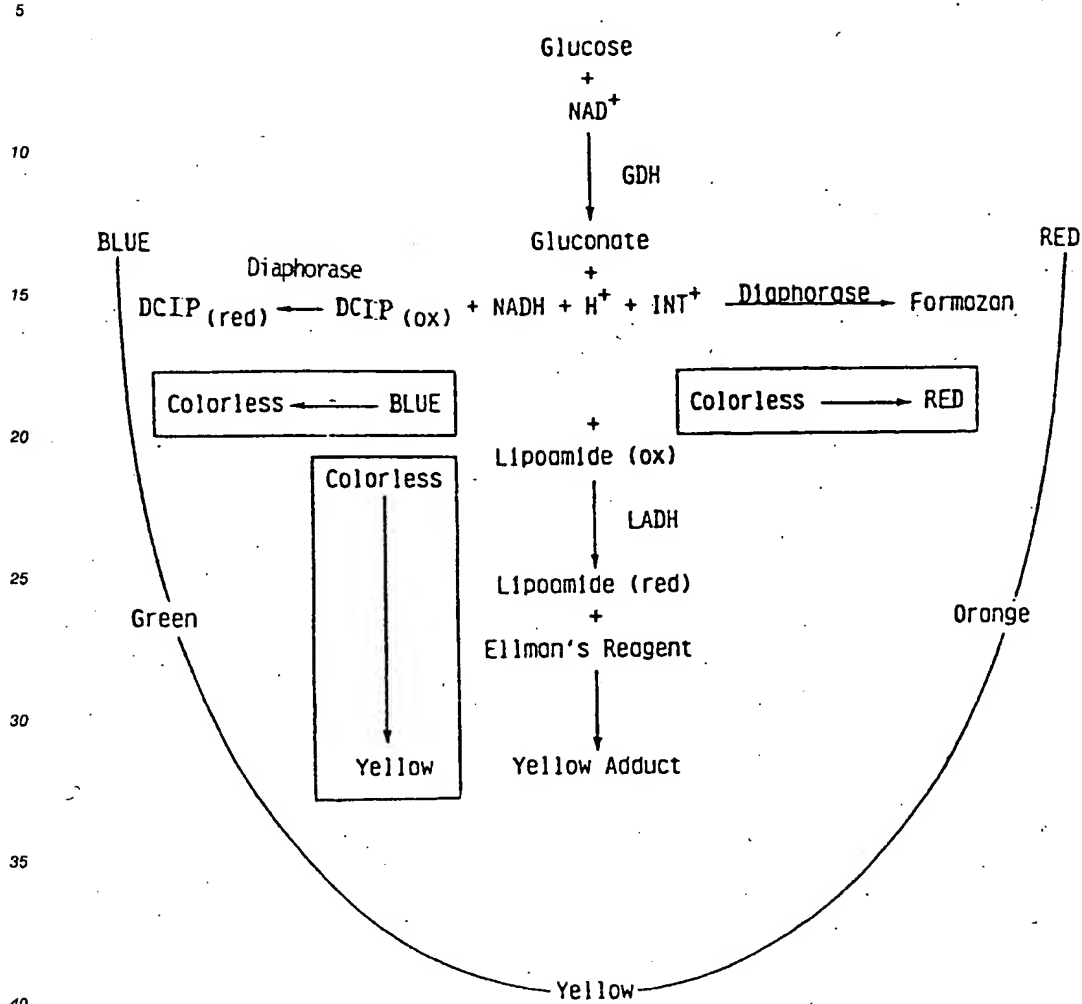 5
Glucose
+
NAD+
10
GDH
BLUE
Gluconate
RED
Diaphorase
+
15
DCIP (red) ← DCIP (ox) + NADH + H+ + INT+ Diaphorase → Formazan
Colorless ← BLUE
Colorless → RED
20
+
Lipoamide (ox)
Colorless
LADH
25
Lipoamide (red)
Green
+
Orange
Ellman's Reagent
30
Yellow
Yellow Adduct
35
Yellow
40